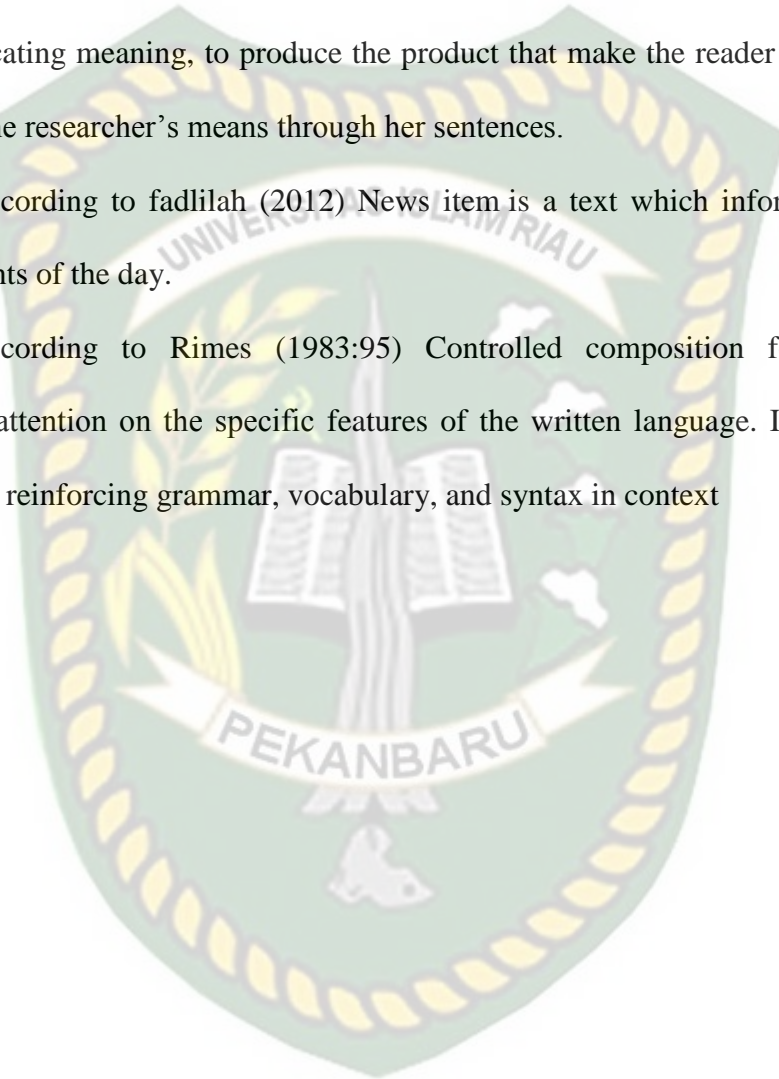 cating meaning, to produce the product that make the reader
ne researcher's means through her sentences.
cording to fadlilah (2012) News item is a text which infor
nts of the day.
cording to Rimes (1983:95) Controlled composition f
attention on the specific features of the written language. I
reinforcing grammar, vocabulary, and syntax in context
UNIVERSITAS ISLAM RIAU
PEKANBARU